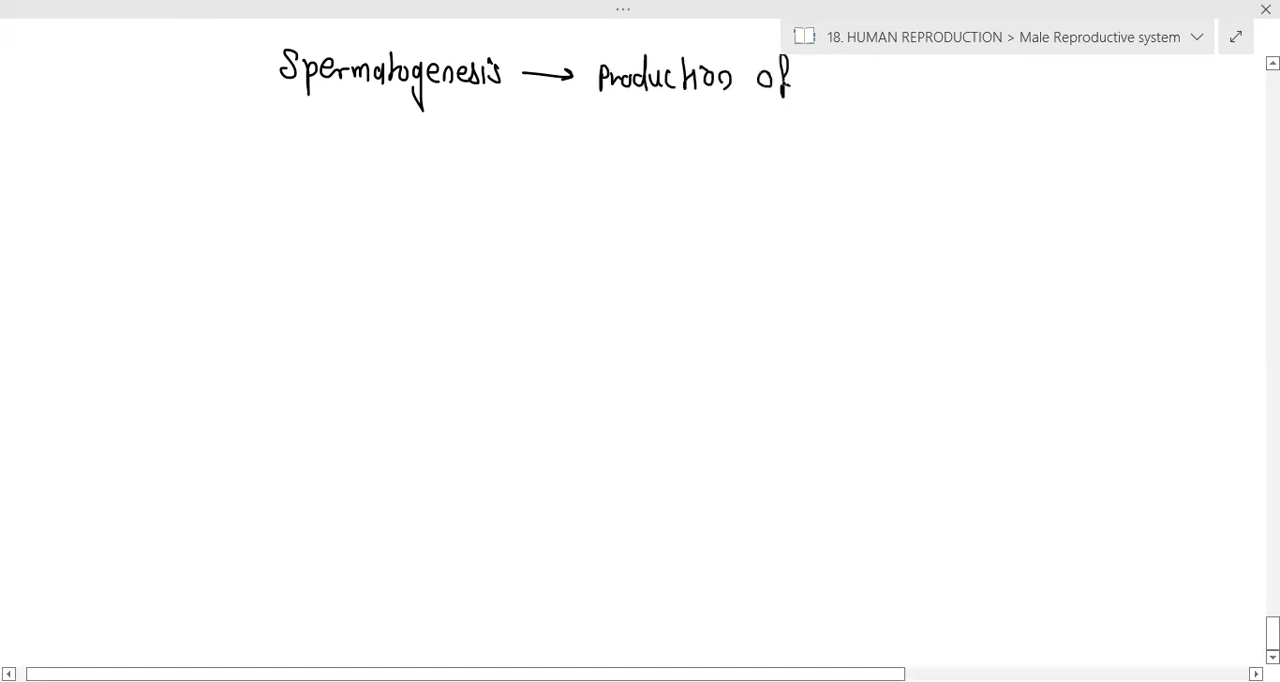 18. HUMAN REPRODUCTION > Male Reproductive system
Spermatogenesis → Production of